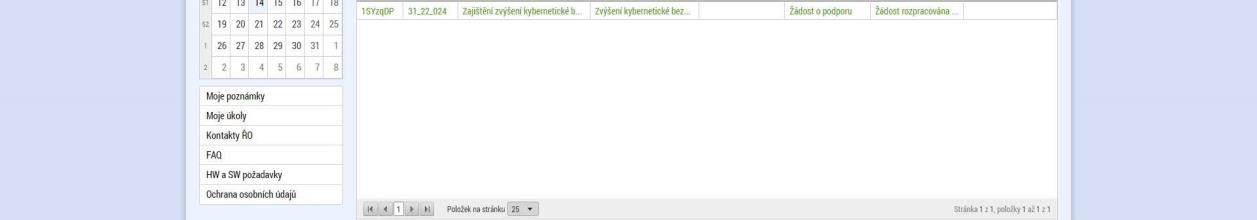 51 12 13 14 15 16 17 18
52 19 20 21 22 23 24 25
1 26 27 28 29 30 31 1
2 2 3 4 5 6 7 8
Moje poznámky
Moje úkoly
Kontakty ŘO
FAQ
HW a SW požadavky
Ochrana osobních údajů
1SYzqDP 31_22_024 Zajištění zvýšení kybernetické b... Zvýšení kybernetické bez... Žádost o podporu Žádost rozpracována ...
1 Položek na stránku 25 Stránka 1 z 1, položky 1 až 1 z 1